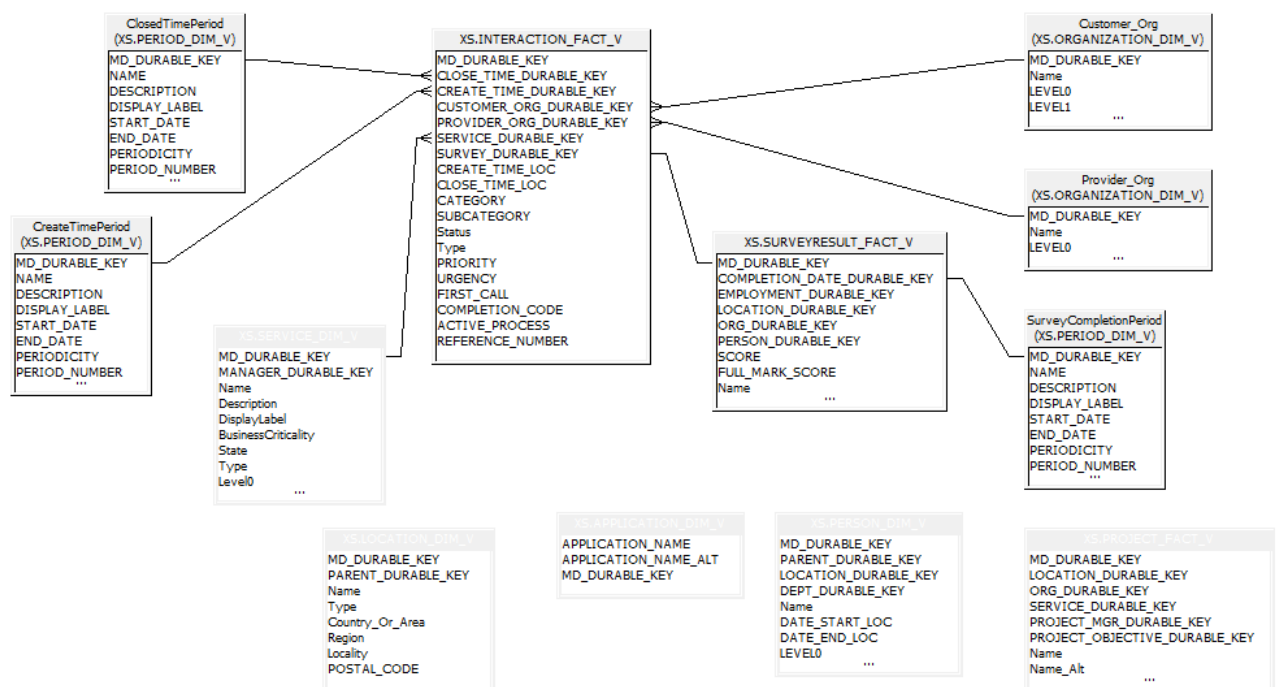 ClosedTimePeriod
(XS.PERIOD_DIM_V)
MD_DURABLE_KEY
NAME
DESCRIPTION
DISPLAY_LABEL
START_DATE
END_DATE
PERIODICITY
PERIOD_NUMBER
...
CreateTimePeriod
(XS.PERIOD_DIM_V)
MD_DURABLE_KEY
NAME
DESCRIPTION
DISPLAY_LABEL
START_DATE
END_DATE
PERIODICITY
PERIOD_NUMBER
...
XS.INTERACTION_FACT_V
MD_DURABLE_KEY
CLOSE_TIME_DURABLE_KEY
CREATE_TIME_DURABLE_KEY
CUSTOMER_ORG_DURABLE_KEY
PROVIDER_ORG_DURABLE_KEY
SERVICE_DURABLE_KEY
SURVEY_DURABLE_KEY
CREATE_TIME_LOC
CLOSE_TIME_LOC
CATEGORY
SUBCATEGORY
Status
Type
PRIORITY
URGENCY
FIRST_CALL
COMPLETION_CODE
ACTIVE_PROCESS
REFERENCE_NUMBER
Customer_Org
(XS.ORGANIZATION_DIM_V)
MD_DURABLE_KEY
Name
LEVEL0
LEVEL1
...
Provider_Org
(XS.ORGANIZATION_DIM_V)
MD_DURABLE_KEY
Name
LEVEL0
...
XS.SURVEYRESULT_FACT_V
MD_DURABLE_KEY
COMPLETION_DATE_DURABLE_KEY
EMPLOYMENT_DURABLE_KEY
LOCATION_DURABLE_KEY
ORG_DURABLE_KEY
PERSON_DURABLE_KEY
SCORE
FULL_MARK_SCORE
Name
...
SurveyCompletionPeriod
(XS.PERIOD_DIM_V)
MD_DURABLE_KEY
NAME
DESCRIPTION
DISPLAY_LABEL
START_DATE
END_DATE
PERIODICITY
PERIOD_NUMBER
...
XS.SERVICE_DIM_V
MD_DURABLE_KEY
MANAGER_DURABLE_KEY
Name
Description
DisplayLabel
BusinessCriticality
State
Type
Level0
...
XS.LOCATION_DIM_V
MD_DURABLE_KEY
PARENT_DURABLE_KEY
Name
Type
Country_Or_Area
Region
Locality
POSTAL_CODE
XS.APPLICATION_DIM_V
APPLICATION_NAME
APPLICATION_NAME_ALT
MD_DURABLE_KEY
XS.PERSON_DIM_V
MD_DURABLE_KEY
PARENT_DURABLE_KEY
LOCATION_DURABLE_KEY
DEPT_DURABLE_KEY
Name
DATE_START_LOC
DATE_END_LOC
LEVEL0
...
XS.PROJECT_FACT_V
MD_DURABLE_KEY
LOCATION_DURABLE_KEY
ORG_DURABLE_KEY
SERVICE_DURABLE_KEY
PROJECT_MGR_DURABLE_KEY
PROJECT_OBJECTIVE_DURABLE_KEY
Name
Name_Alt
...